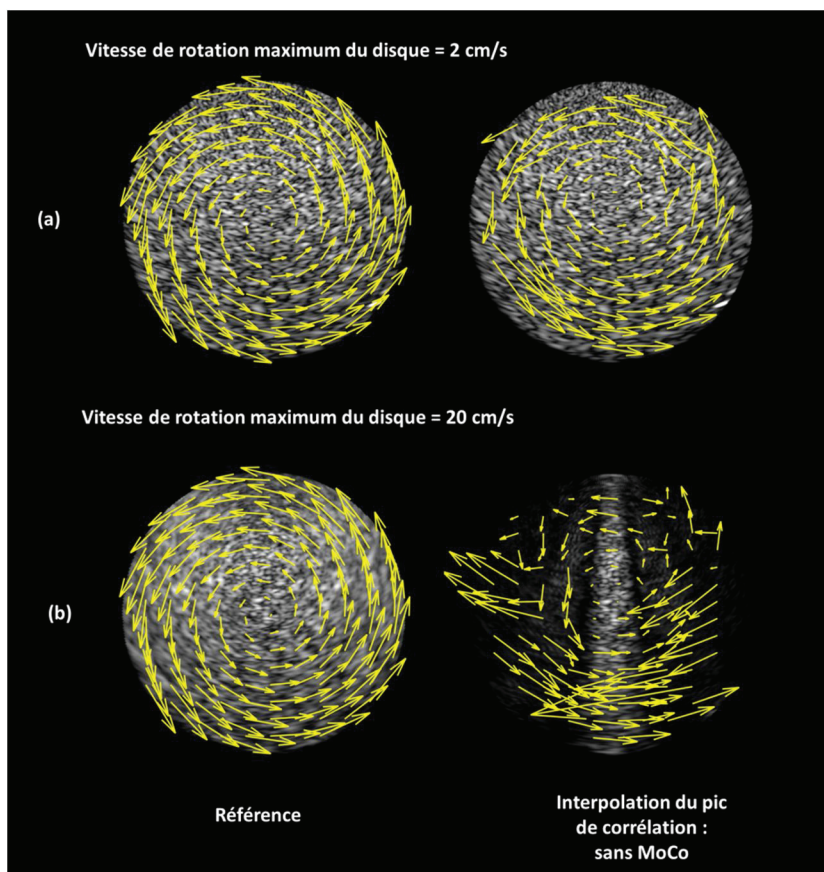 Vitesse de rotation maximum du disque = 2 cm/s
(a)
Vitesse de rotation maximum du disque = 20 cm/s
(b)
Référence
Interpolation du pic
de corrélation :
sans MoCo